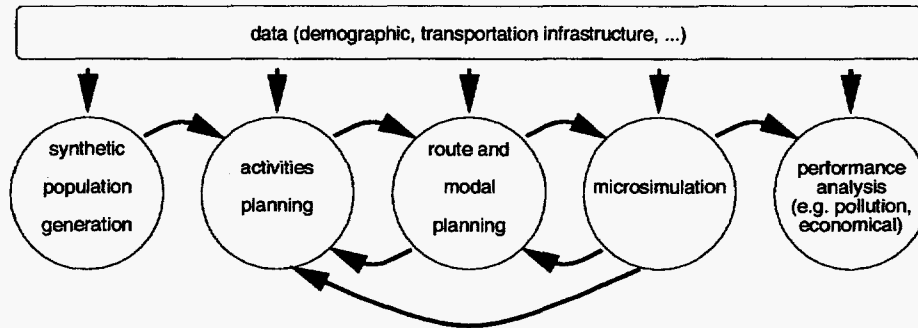 data (demographic, transportation infrastructure, ...)
synthetic
population
generation
activities
planning
route and
modal
planning
microsimulation
performance
analysis
(e.g. pollution,
economical)